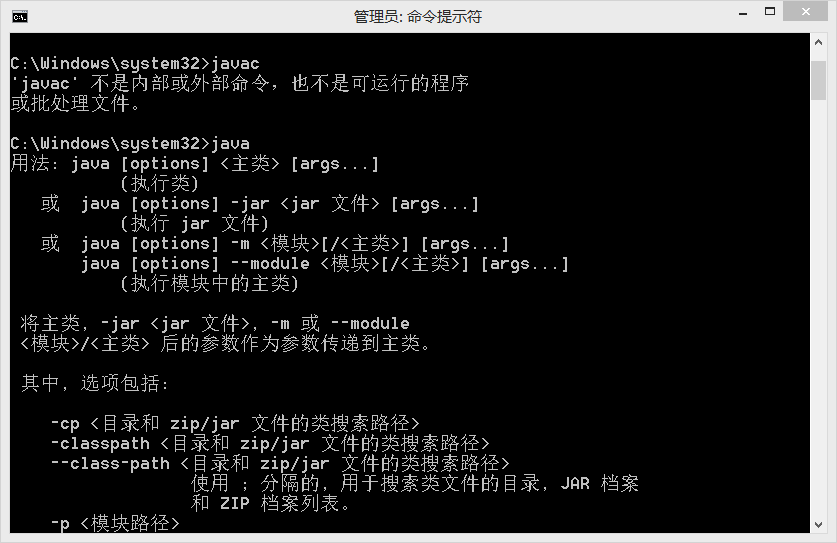 管理员: 命令提示符
C:\Windows\system32>javac
'javac' 不是内部或外部命令，也不是可运行的程序
或批处理文件。
C:\Windows\system32>java
用法: java [options] <主类> [args...]
(执行类)
或 java [options] -jar <jar 文件> [args...]
(执行 jar 文件)
或 java [options] -m <模块>[/<主类>] [args...]
java [options] --module <模块>[/<主类>] [args...]
(执行模块中的主类)
将主类, -jar <jar 文件>, -m 或 --module
<模块>/<主类> 后的参数作为参数传递到主类。
其中, 选项包括:
-cp <目录和 zip/jar 文件的类搜索路径>
-classpath <目录和 zip/jar 文件的类搜索路径>
--class-path <目录和 zip/jar 文件的类搜索路径>
使用 ; 分隔的, 用于搜索类文件的目录, JAR 档案
和 ZIP 档案列表。
-p <模块路径>